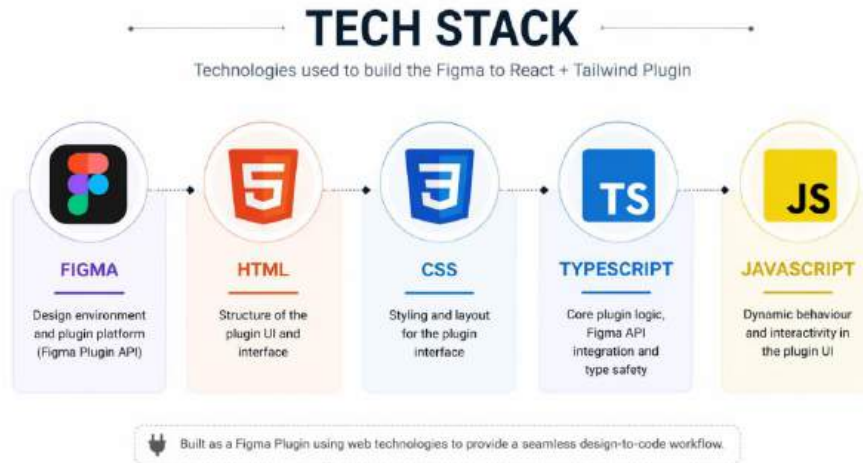 TECH STACK
Technologies used to build the Figma to React + Tailwind Plugin
5
3
TS
JS
FIGMA
Design environment
and plugin platform
(Figma Plugin API)
HTML
Structure of the
plugin UI and
interface
CSS
Styling and layout
for the plugin
interface
TYPESCRIPT
Core plugin logic,
Figma API
integration and
type safety
JAVASCRIPT
Dynamic behaviour
and interactivity in
the plugin UI
Built as a Figma Plugin using web technologies to provide a seamless design-to-code workflow.